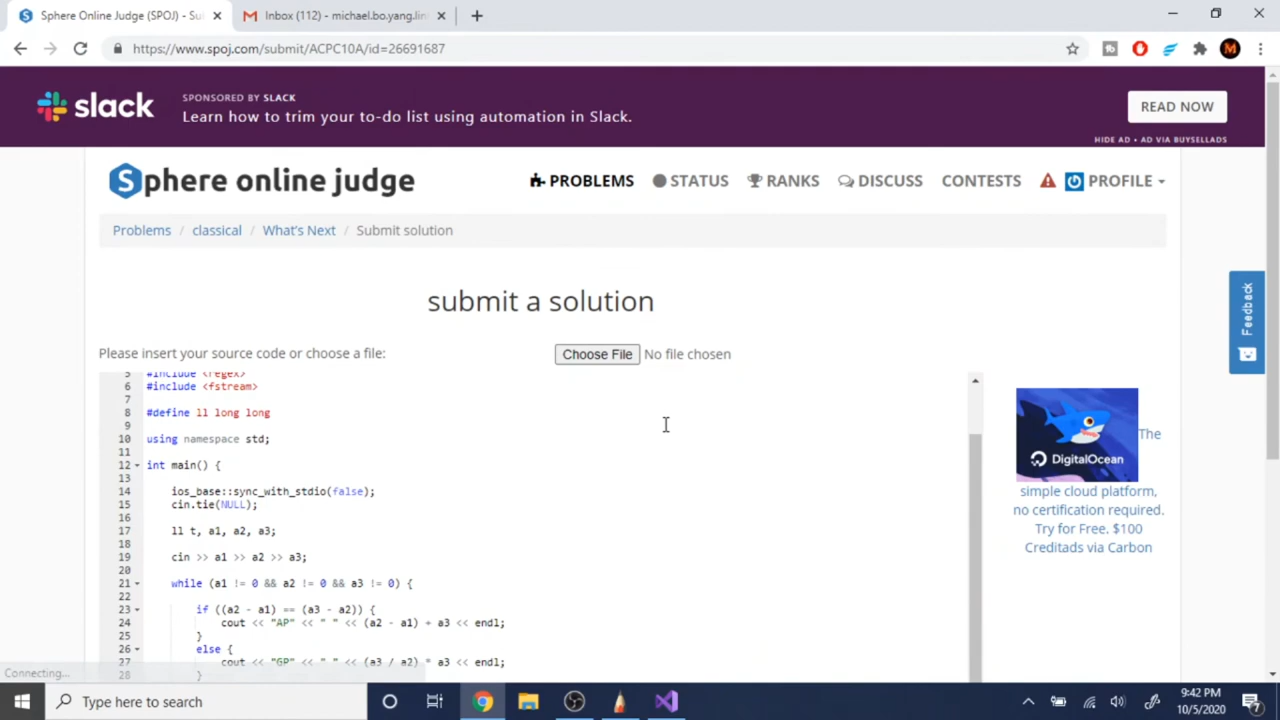 Sphere Online Judge (SPOJ) - Su
Inbox (112) - michael.bo.yang.lin
https://www.spoj.com/submit/ACPC10A/id=26691687
slack
SPONSORED BY SLACK
Learn how to trim your to-do list using automation in Slack.
READ NOW
HIDE AD • AD VIA BUYSELLADS
Sphere online judge
PROBLEMS STATUS RANKS DISCUSS CONTESTS PROFILE
Problems / classical / What's Next / Submit solution
Feedback
submit a solution
Please insert your source code or choose a file:
Choose File No file chosen
5 #include <regex>
6 #include <fstream>
7
8 #define ll long long
9
10 using namespace std;
11
12 int main() {
13
14 ios_base::sync_with_stdio(false);
15 cin.tie(NULL);
16
17 ll t, a1, a2, a3;
18
19 cin >> a1 >> a2 >> a3;
20
21 while (a1 != 0 && a2 != 0 && a3 != 0) {
22
23 if ((a2 - a1) == (a3 - a2)) {
24 cout << "AP" << " " << (a2 - a1) + a3 << endl;
25 }
26 else {
27 cout << "GP" << " " << (a3 / a2) * a3 << endl;
28 }
DigitalOcean
The
simple cloud platform,
no certification required.
Try for Free. $100
Creditads via Carbon
Connecting...
Type here to search
9:42 PM
10/5/2020
7